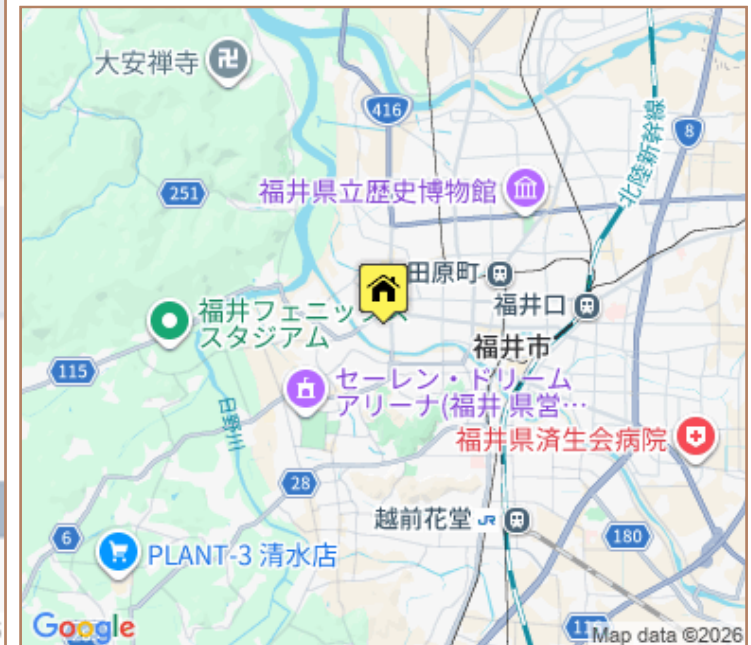 大安禅寺
416
8
北陸新幹線
251
福井県立歴史博物館
田原町
福井口
福井フェニックス
スタジアム
福井市
115
セーレン・ドリーム
アリーナ(福井 県営…
日野川
福井県済生会病院
28
越前花堂 JR
180
6
PLANT-3 清水店
Google
Map data ©2026